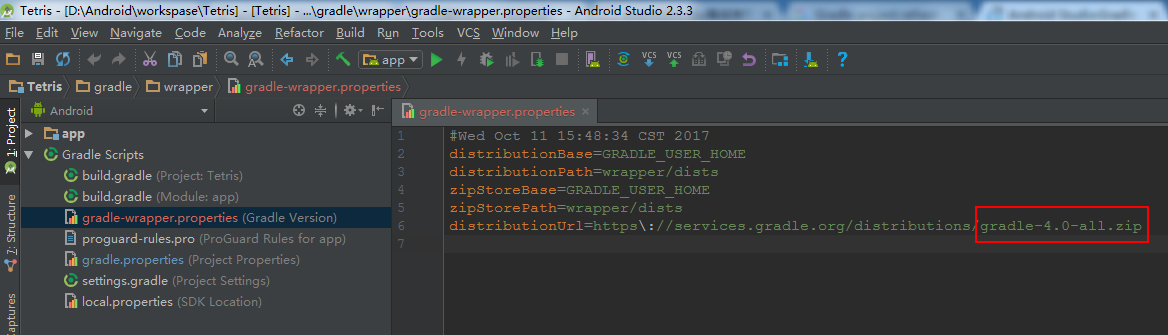 Tetris - [D:\Android\workspase\Tetris] - [Tetris] - ...\gradle\wrapper\gradle-wrapper.properties - Android Studio 2.3.3
File Edit View Navigate Code Analyze Refactor Build Run Tools VCS Window Help
app
VCS VCS
Tetris gradle wrapper gradle-wrapper.properties
Android
gradle-wrapper.properties
1: Project
7: Structure
Captures
app
Gradle Scripts
build.gradle (Project: Tetris)
build.gradle (Module: app)
gradle-wrapper.properties (Gradle Version)
proguard-rules.pro (ProGuard Rules for app)
gradle.properties (Project Properties)
settings.gradle (Project Settings)
local.properties (SDK Location)
1 #Wed Oct 11 15:48:34 CST 2017
2 distributionBase=GRADLE_USER_HOME
3 distributionPath=wrapper/dists
4 zipStoreBase=GRADLE_USER_HOME
5 zipStorePath=wrapper/dists
6 distributionUrl=https\://services.gradle.org/distributions/gradle-4.0-all.zip
7